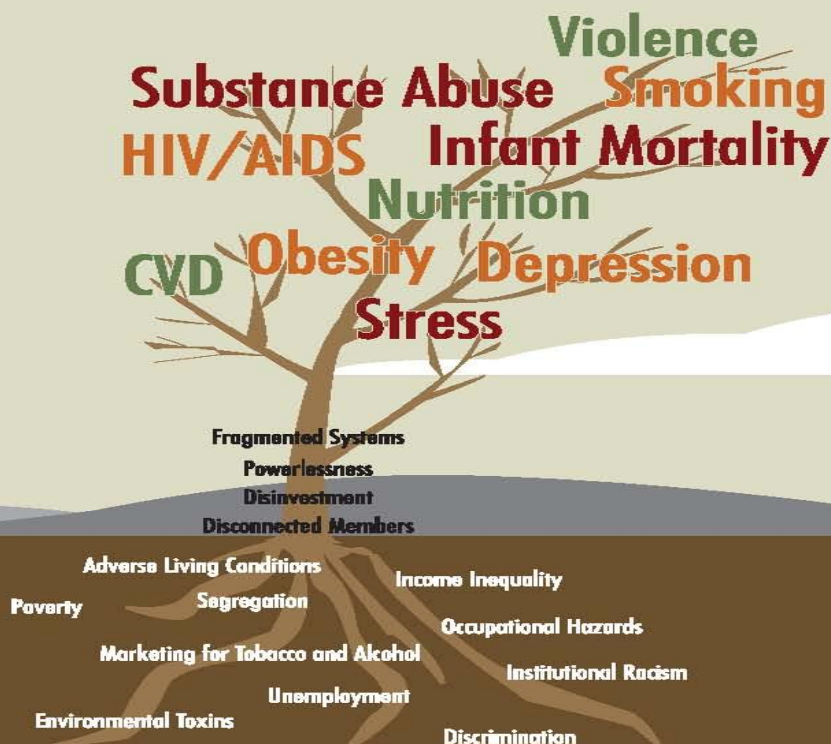 Violence
Substance Abuse Smoking
HIV/AIDS Infant Mortality
Nutrition
CVD Obesity Depression
Stress
Fragmented Systems
Powerlessness
Disinvestment
Disconnected Members
Adverse Living Conditions
Income Inequality
Poverty Segregation
Occupational Hazards
Marketing for Tobacco and Alcohol
Institutional Racism
Unemployment
Environmental Toxins
Discrimination